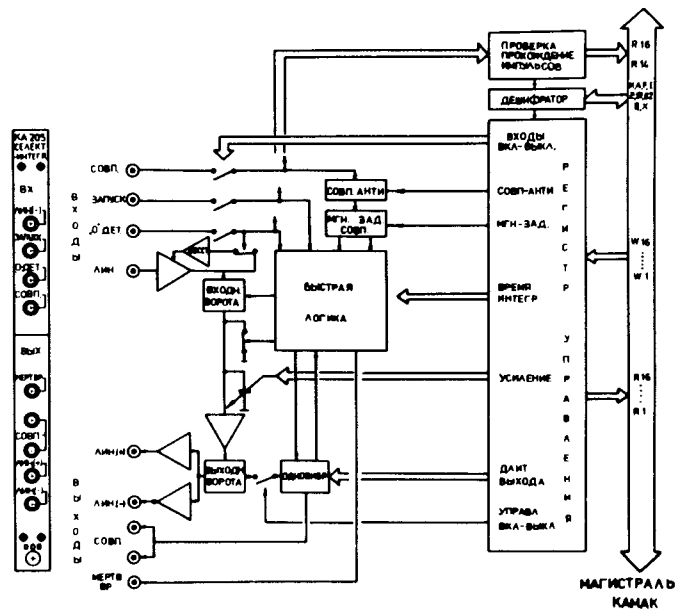 КА 205
СЕЛЕКТ
-ИНТЕГР.
ВХ
ЛИН(-)
ЗАПУСК
О'ДЕТ
СОВП.
ВЫХ
МЕРТ.ВР.
СОВП
ЛИН(+)
ЛИН(-)
ВХОДЫ
СОВП.
ЗАПУСК
"О" ДЕТ
ЛИН
ВЫХОДЫ
ЛИН(+)
ЛИН(-)
СОВП
МЕРТВ
ВР
ВХОДН.
ВОРОТА
ВЫХОДН
ВОРОТА
ОДНОВИБР
СОВП. АНТИ
МГН. ЗАД
СОВП.
БЫСТРАЯ
ЛОГИКА
ПРОВЕРКА
ПРОХОЖДЕНИЕ
ИМПУЛЬСОВ
ДЕШИФРАТОР
ВХОДЫ
ВКЛ-ВЫКЛ.
СОВП-АНТИ
МГН-ЗАД.
ВРЕМЯ
ИНТЕГР
УСИЛЕНИЕ
ДЛИТ
ВЫХОДА
УПРАВЛ
ВКЛ-ВЫКЛ
РЕГИСТР
УПРАВЛЕНИЯ
R 16
R 14
W 16
W 1
R 16
R 1
МАГИСТРАЛЬ
КАМАК